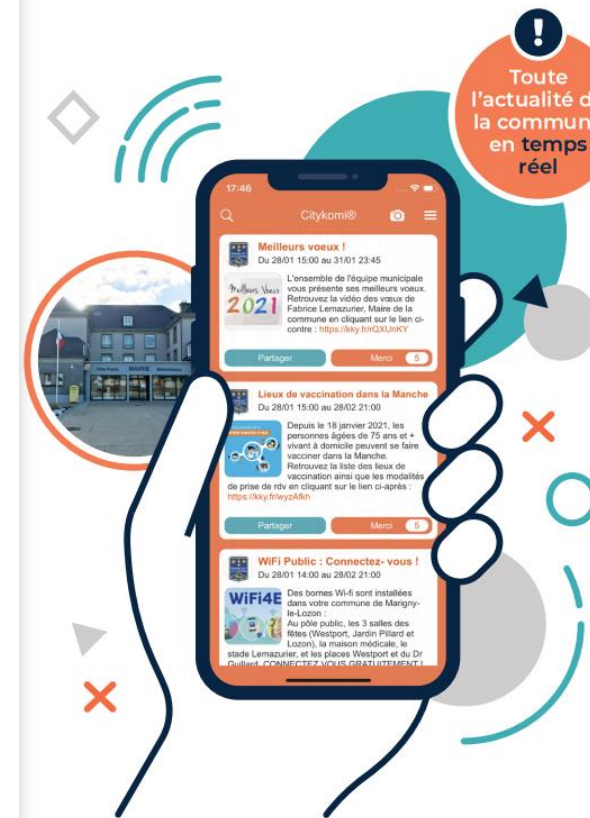 !
Toute
l'actualité d
la commun
en temps
réel
17:46
Citykomi®
Meilleurs voeux !
Du 28/01 15:00 au 31/01 23:45
Meilleurs Voeux
2021
L'ensemble de l'équipe municipale
vous présente ses meilleurs voeux.
Retrouvez la vidéo des vœux de
Fabrice Lemazurier, Maire de la
commune en cliquant sur le lien ci-
contre : https://kky.fr/rQXUnKY
Partager
Merci 5
MAIRIE
Lieux de vaccination dans la Manche
Du 28/01 15:00 au 28/02 21:00
Depuis le 18 janvier 2021, les
personnes âgées de 75 ans et +
vivant à domicile peuvent se faire
vacciner dans la Manche.
Retrouvez la liste des lieux de
vaccination ainsi que les modalités
de prise de rdv en cliquant sur le lien ci-après :
https://kky.fr/wyzAfkh
Partager
Merci 5
WiFi Public : Connectez- vous !
Du 28/01 14:00 au 28/02 21:00
WiFi4E
Des bornes Wi-fi sont installées
dans votre commune de Marigny-
le-Lozon :
Au pôle public, les 3 salles des
fêtes (Westport, Jardin Pillard et
Lozon), la maison médicale, le
stade Lemazurier, et les places Westport et du Dr
Guillard. CONNECTEZ VOUS GRATUITEMENT !